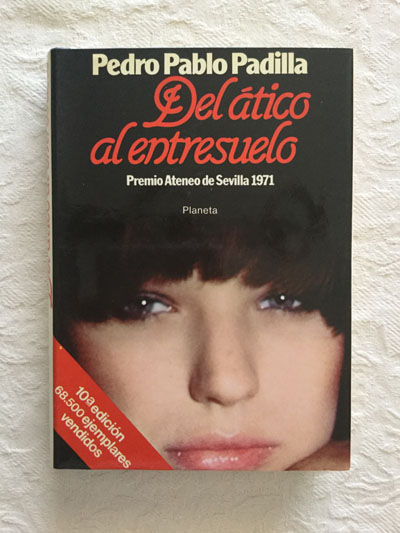 Pedro Pablo Padilla
Del ático
al entresuelo
Premio Ateneo de Sevilla 1971
Planeta
10ª edición
68.500 ejemplares
vendidos